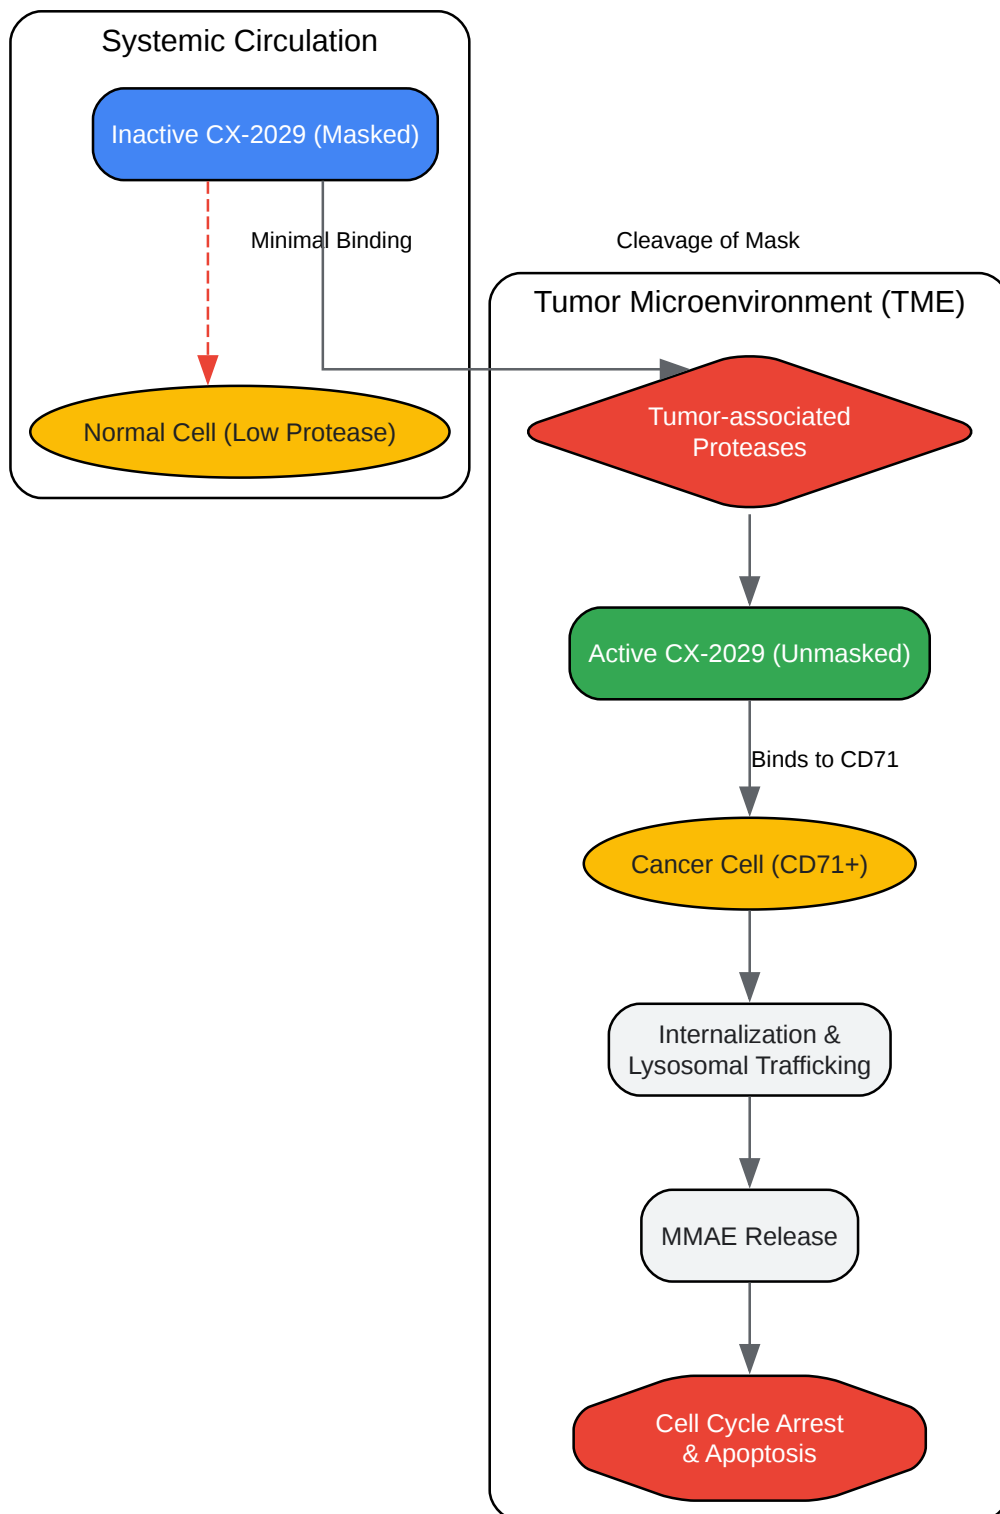 Systemic Circulation
Inactive CX-2029 (Masked)
Minimal Binding
Normal Cell (Low Protease)
Cleavage of Mask
Tumor Microenvironment (TME)
Tumor-associated
Proteases
Active CX-2029 (Unmasked)
Binds to CD71
Cancer Cell (CD71+)
Internalization &
Lysosomal Trafficking
MMAE Release
Cell Cycle Arrest
& Apoptosis